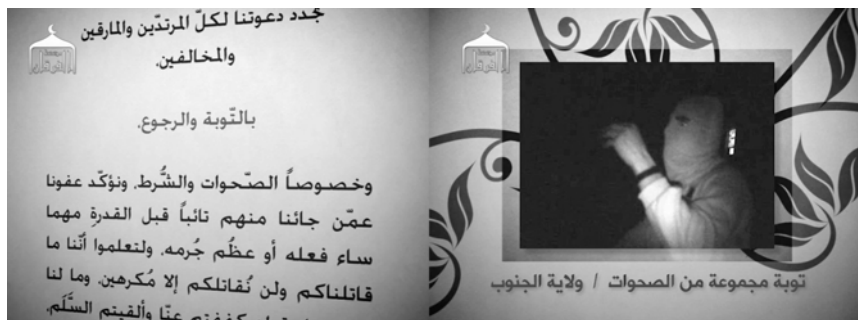 نجدد دعوتنا لكلّ المرتدّين والمارقين
والمخالفين.
بالتّوبة والرجوع.
وخصوصاً الصّحوات والشُّرط. ونؤكّد عفونا
عمّن جائنا منهم تائباً قبل القدرةِ مهما
ساء فعله أو عظُم جُرمه. ولتعلموا أنّنا ما
قاتلناكم ولن نُقاتلكم إلا مُكرهين. وما لنا
كففتم عنّا وألقيتم السَّلَم.
توبة مجموعة من الصحوات / ولاية الجنوب